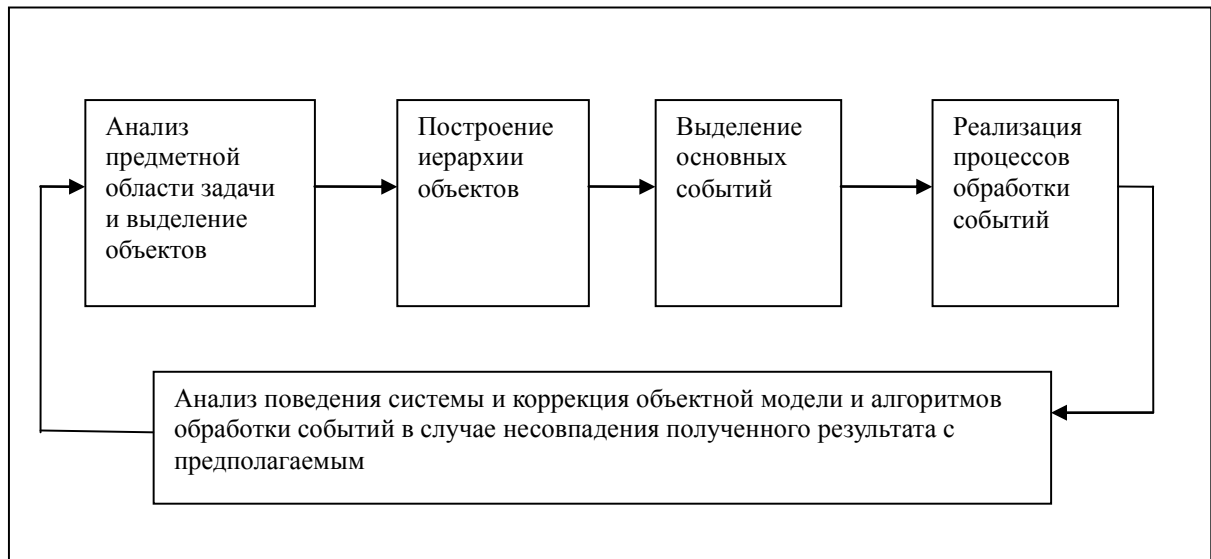 Анализ
предметной
области задачи
и выделение
объектов
Построение
иерархии
объектов
Выделение
основных
событий
Реализация
процессов
обработки
событий
Анализ поведения системы и коррекция объектной модели и алгоритмов
обработки событий в случае несовпадения полученного результата с
предполагаемым